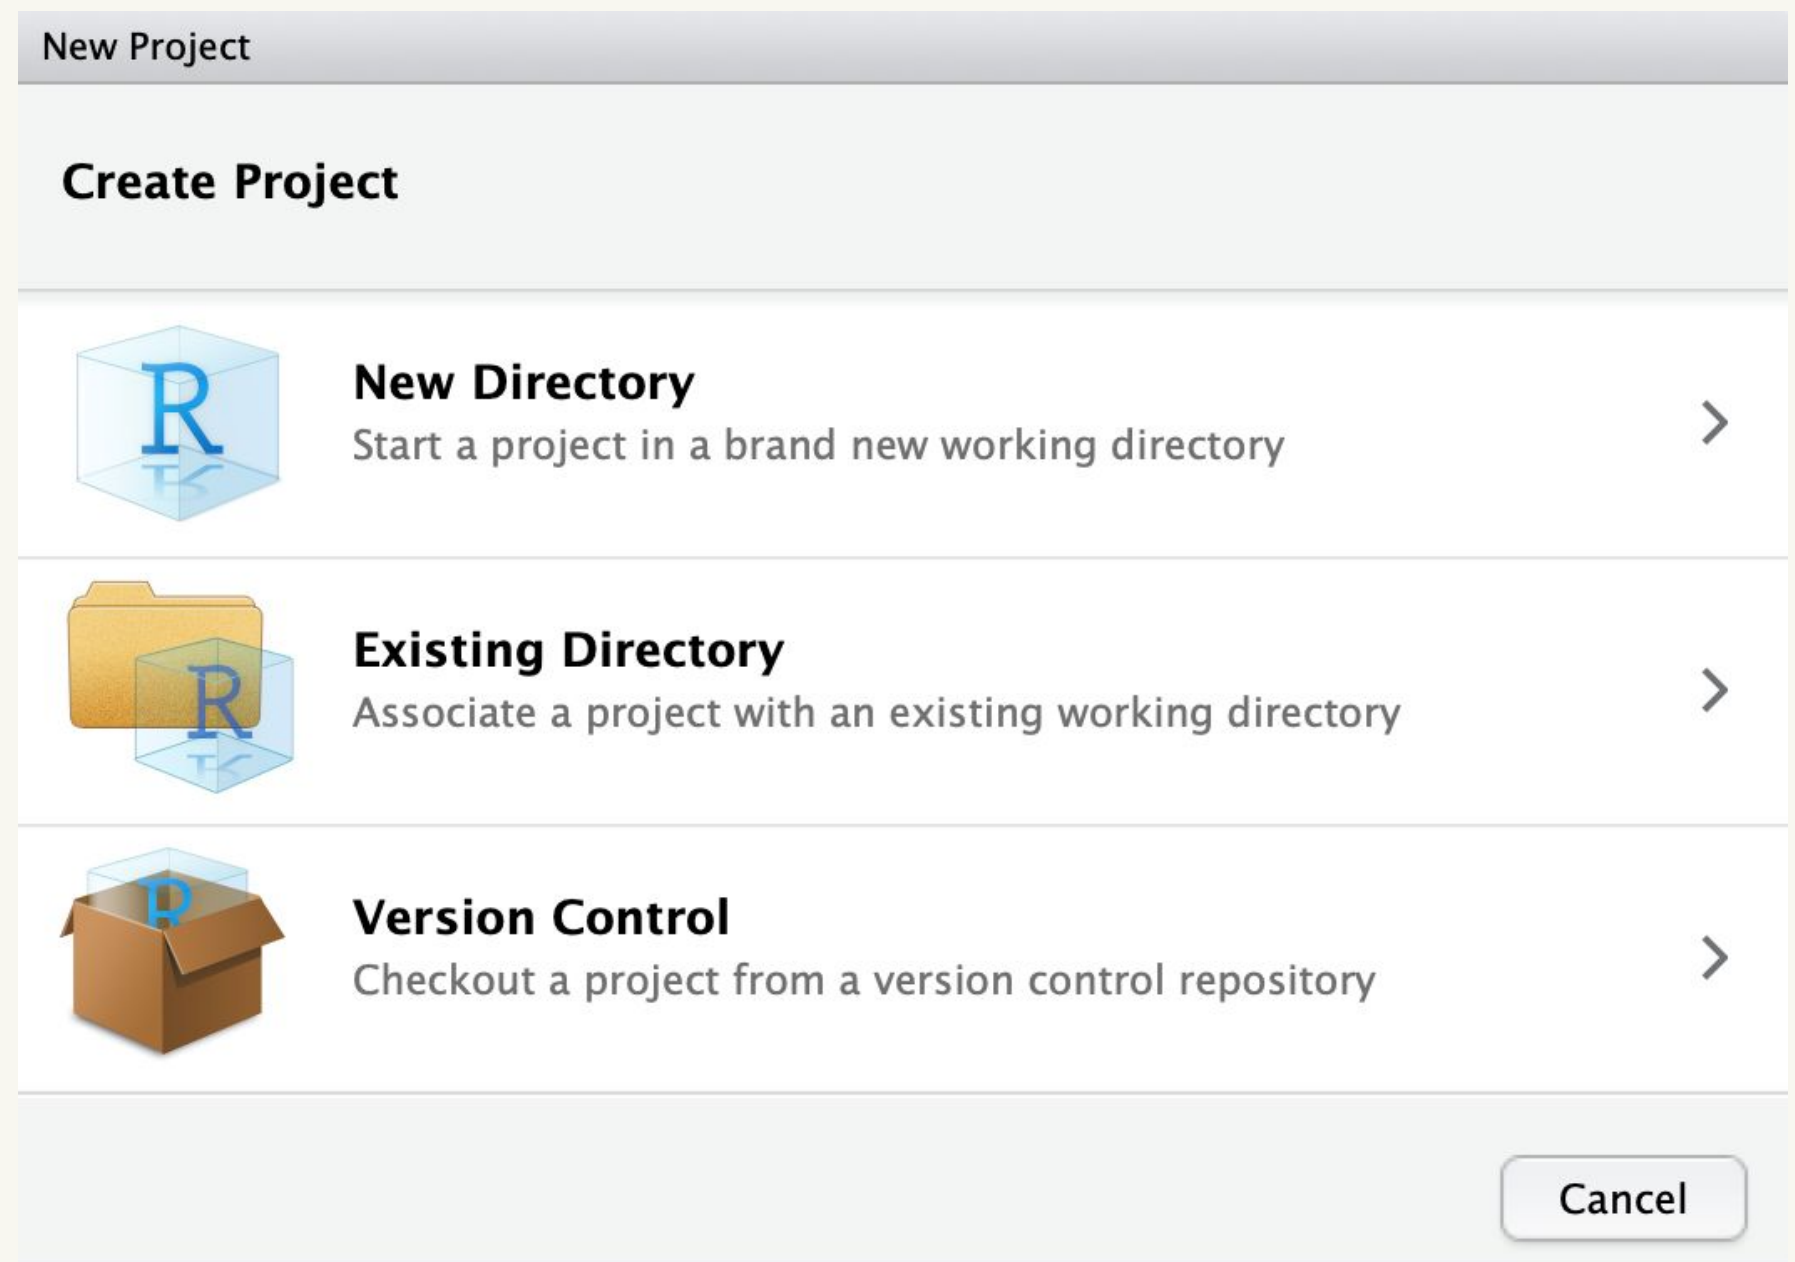 New Project
Create Project
R
New Directory
Start a project in a brand new working directory
R
Existing Directory
Associate a project with an existing working directory
R
Version Control
Checkout a project from a version control repository
Cancel